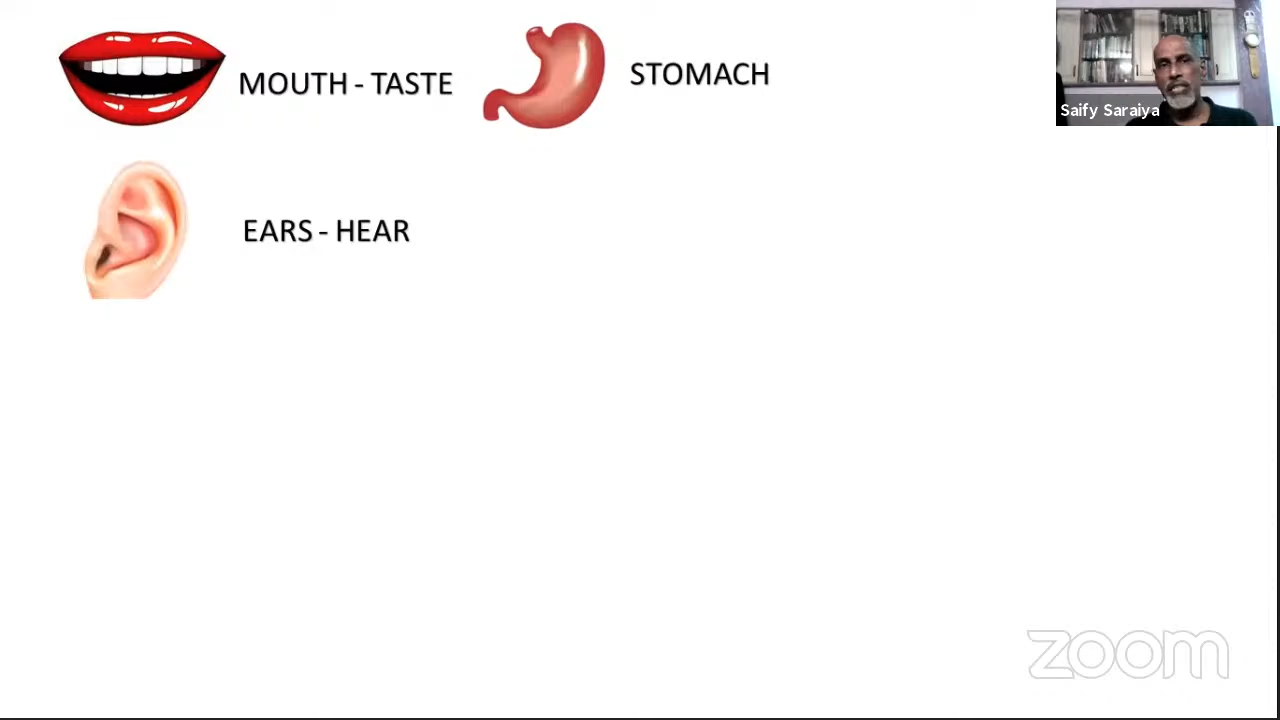 MOUTH - TASTE
STOMACH
Saify Saraiya
EARS - HEAR
zoom